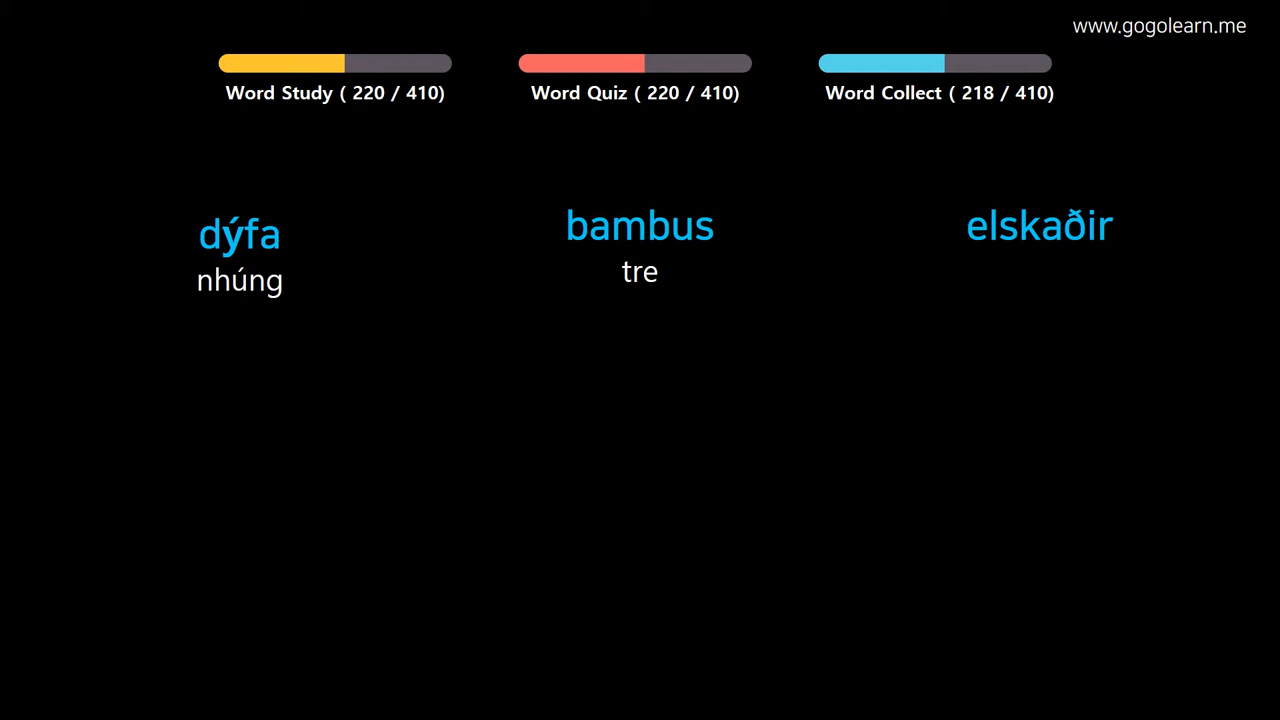 www.gogolearn.me
Word Study ( 220 / 410)
Word Quiz ( 220 / 410)
Word Collect ( 218 / 410)
dýfa
nhúng
bambus
tre
elskaðir